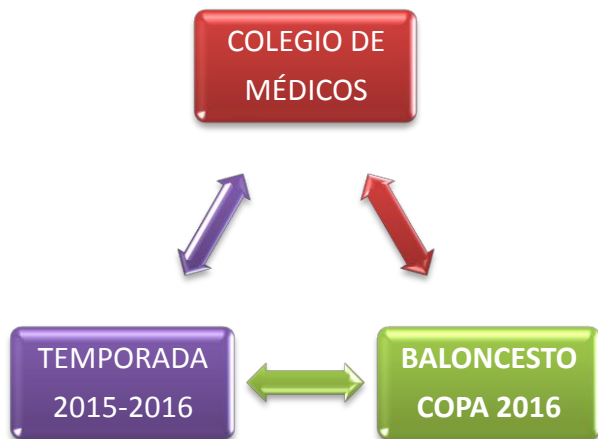 COLEGIO DE
MÉDICOS
TEMPORADA
2015-2016
BALONCESTO
COPA 2016